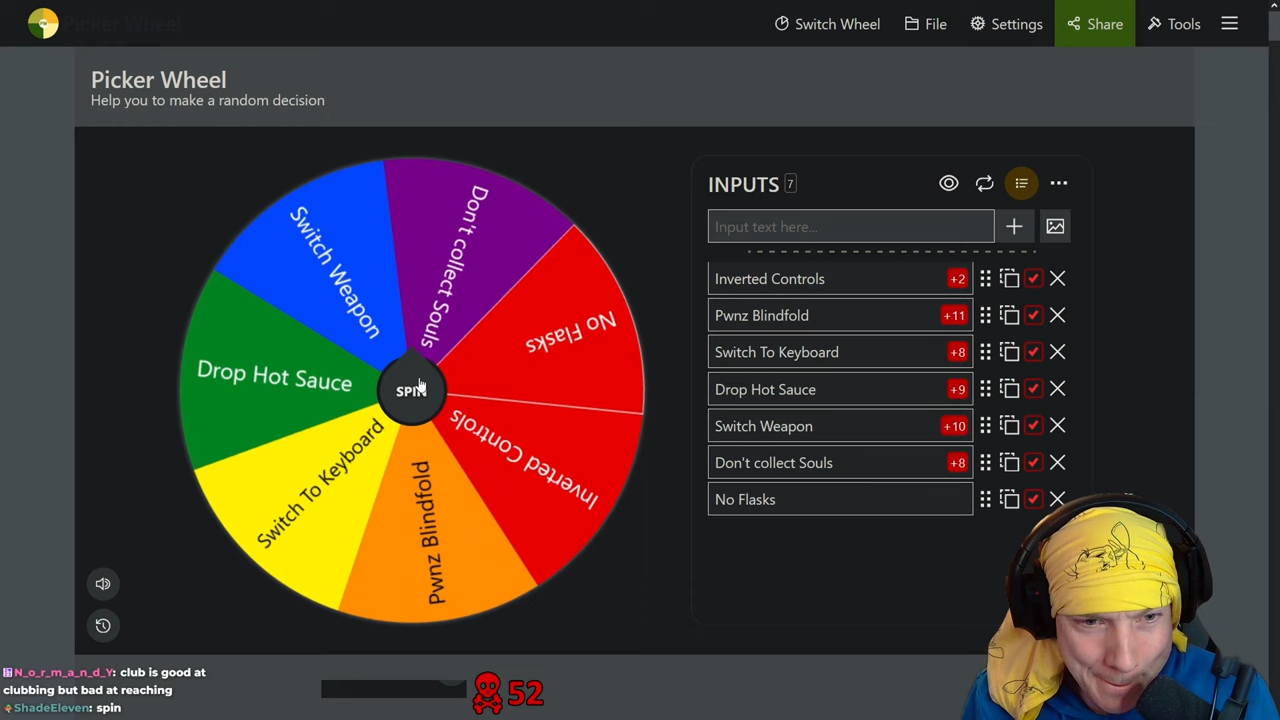 Picker Wheel
Switch Wheel
File
Settings
Share
Tools
Picker Wheel
Help you to make a random decision
Switch Weapon
Don't collect Souls
No Flasks
Drop Hot Sauce
SPIN
Inverted Controls
Switch To Keyboard
Pwnz Blindfold
INPUTS 7
Input text here...
Inverted Controls +2
Pwnz Blindfold +11
Switch To Keyboard +8
Drop Hot Sauce +9
Switch Weapon +10
Don't collect Souls +8
No Flasks
N_o_r_m_a_n_d_Y: club is good at
clubbing but bad at reaching
ShadeEleven: spin
52